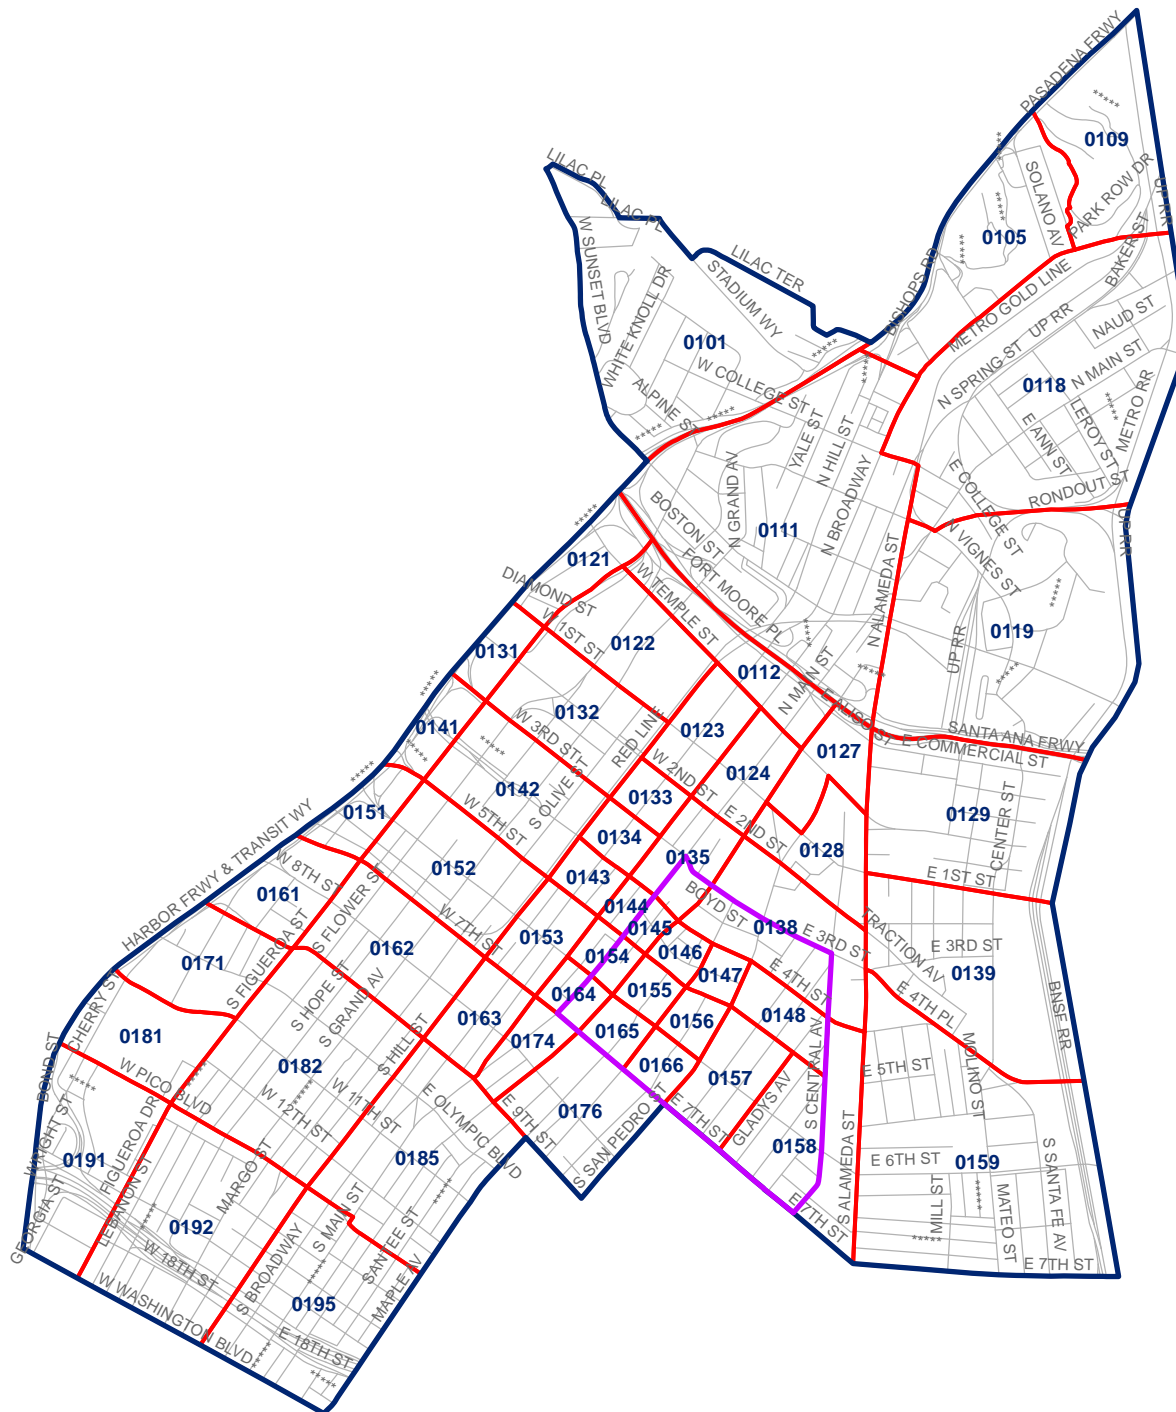 PASADENA FRWY
*****
0109
*****
LILAC PL
SOLANO AV
PARK ROW DR
UP RR
LILAC PL
*****
0105
W SUNSET BLVD
LILAC TER
*****
BAKER ST
STADIUM WY
BISHOPS RD
METRO GOLD LINE
WHITE KNOLL DR
UP RR
NAUD ST
0101
*****
N SPRING ST
N MAIN ST
W COLLEGE ST
*****
0118
ALPINE ST
*****
*****
LEROY ST
*****
METRO RR
YALE ST
N HILL ST
E ANN ST
N GRAND AV
N BROADWAY
E COLLEGE ST
RONDOUT ST
BOSTON ST
0111
*****
UP RR
N VIGNES ST
FORT MOORE PL
0121
N ALAMEDA ST
DIAMOND ST
W TEMPLE ST
*****
W 1ST ST
0122
*****
0119
0131
UP RR
0112
N MAIN ST
*****
*****
*****
0132
E ALISO ST
0141
W 3RD ST
RED LINE
0123
SANTA ANA FRWY
*****
*****
0127
E COMMERCIAL ST
0124
W 2ND ST
*****
0142
S OLIVE ST
0133
0151
W 5TH ST
0129
CENTER ST
HARBOR FRWY & TRANSIT WY
0134
E 2ND ST
0128
W 8TH ST
0152
0135
0143
E 1ST ST
0161
S FLOWER ST
BOYD ST
0144
0138
TRACTION AV
W 7TH ST
0145
E 3RD ST
0153
E 3RD ST
S FIGUEROA ST
0162
0146
0154
0171
0147
0139
CHERRY ST
S HOPE ST
S GRAND AV
0164
0155
E 4TH ST
E 4TH PL
BNSF RR
0148
0163
0156
0165
0181
S HILL ST
0174
S CENTRAL AV
BOND ST
0182
0166
E 5TH ST
MOLINO ST
*****
W PICO BLVD
*****
0157
*****
W 11TH ST
W 12TH ST
E OLYMPIC BLVD
E 9TH ST
0176
E 7TH ST
GLADYS AV
WRIGHT ST
FIGUEROA DR
S SAN PEDRO ST
0158
S ALAMEDA ST
0191
MARGO ST
0185
E 6TH ST
0159
S SANTA FE AV
GEORGIA ST
LEBANON ST
*****
*****
MILL ST
*****
MATEO ST
0192
S MAIN ST
SANTEE ST
E 7TH ST
W 18TH ST
S BROADWAY
*****
MAPLE AV
*****
E 7TH ST
W WASHINGTON BLVD
0195
E 18TH ST
*****
*****